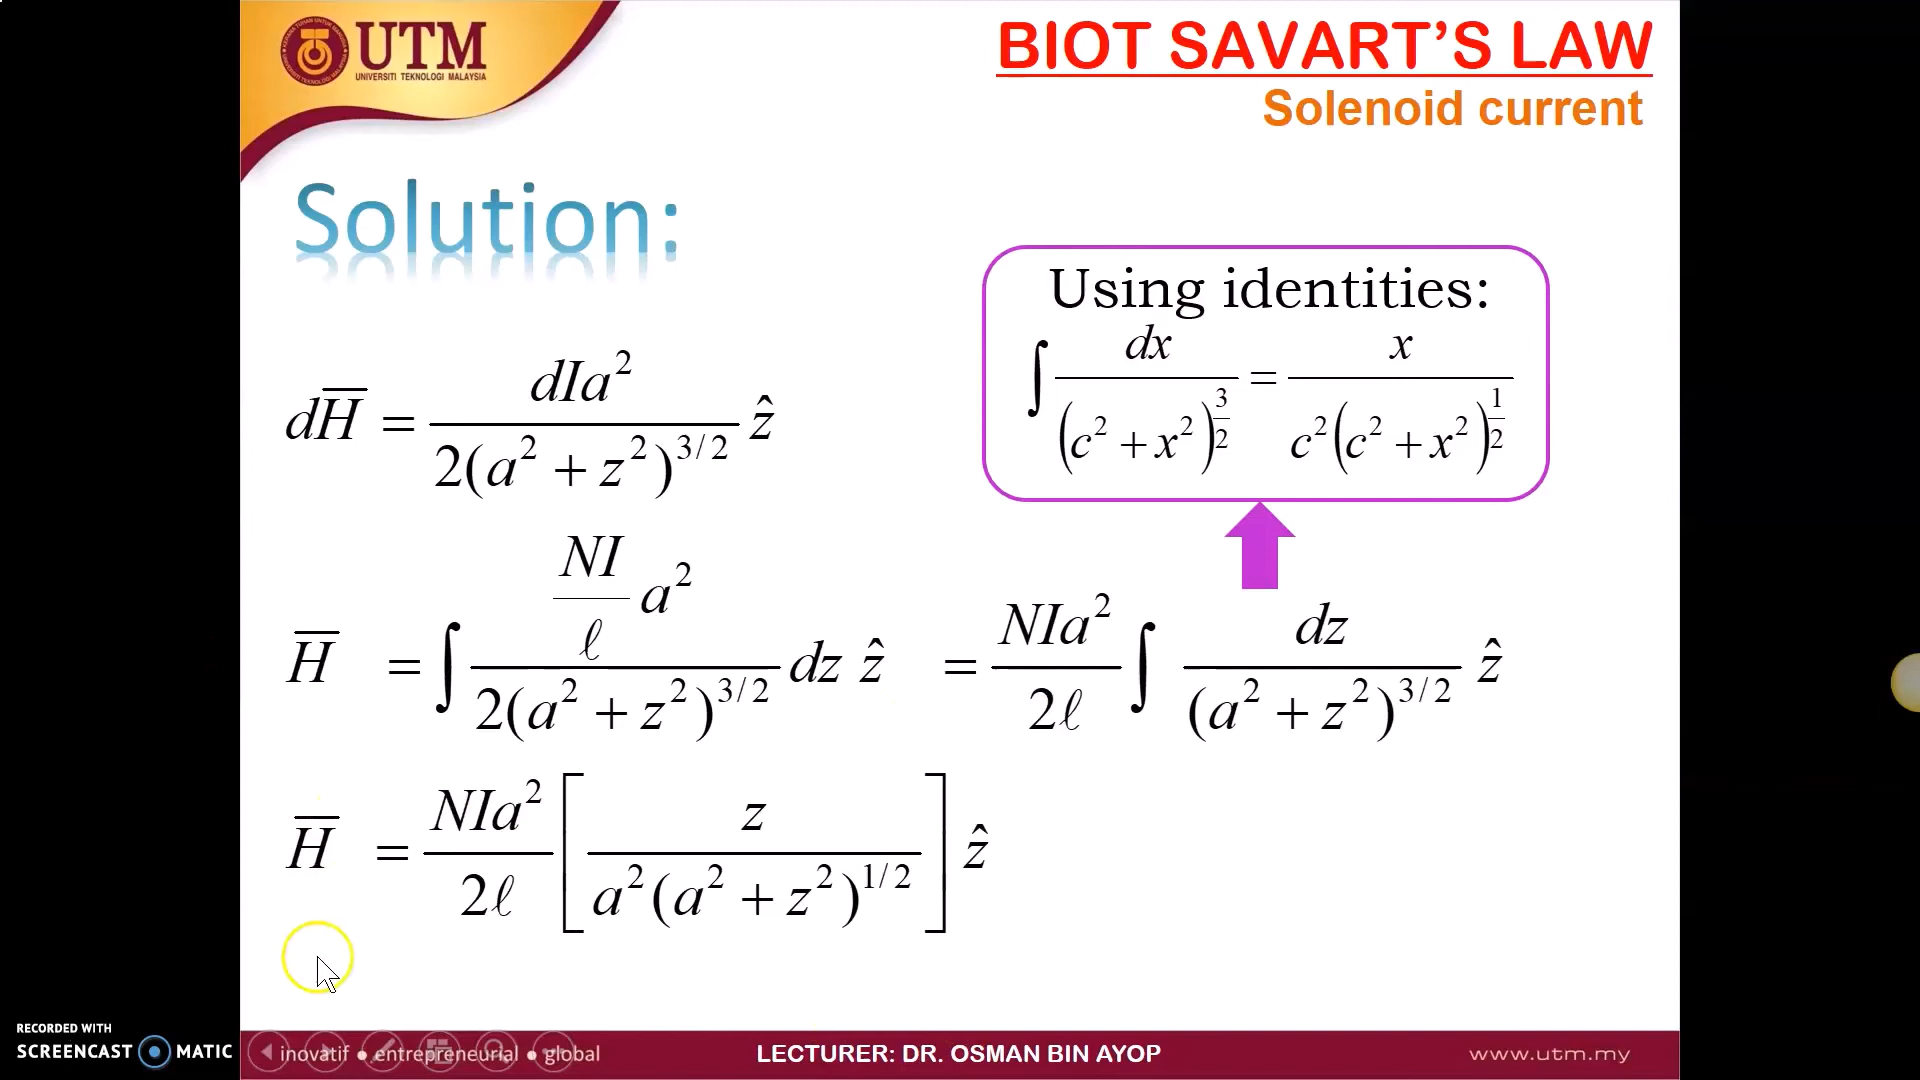 UTM
UNIVERSITI TEKNOLOGI MALAYSIA
BIOT SAVART’S LAW
Solenoid current
Solution:
Using identities:
∫ dx / (c² + x²)^(3/2) = x / (c² (c² + x²)^(1/2))
dH̅ = dIa² / 2(a² + z²)^3/2 ẑ
H̅ = ∫ (NI/ℓ) a² / 2(a² + z²)^3/2 dz ẑ = NIa² / 2ℓ ∫ dz / (a² + z²)^3/2 ẑ
H̅ = NIa² / 2ℓ [ z / a²(a² + z²)^1/2 ] ẑ
RECORDED WITH
SCREENCAST MATIC
inovatif ● entrepreneurial ● global
LECTURER: DR. OSMAN BIN AYOP
www.utm.my